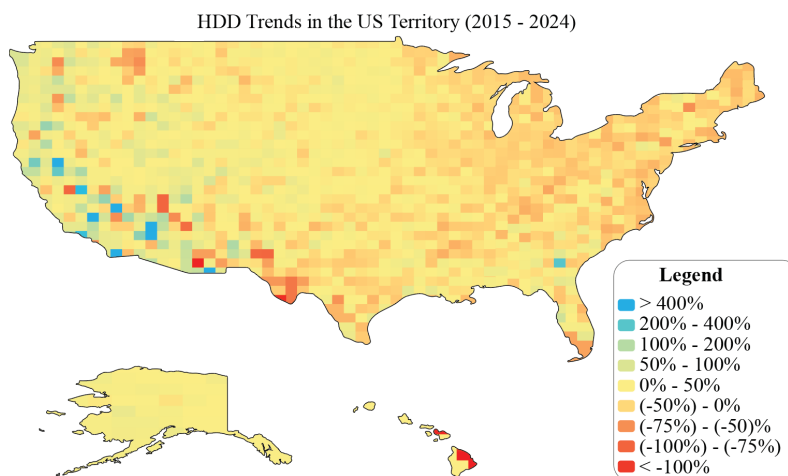 HDD Trends in the US Territory (2015 - 2024)
Legend
> 400%
200% - 400%
100% - 200%
50% - 100%
0% - 50%
(-50%) - 0%
(-75%) - (-50)%
(-100%) - (-75%)
< -100%